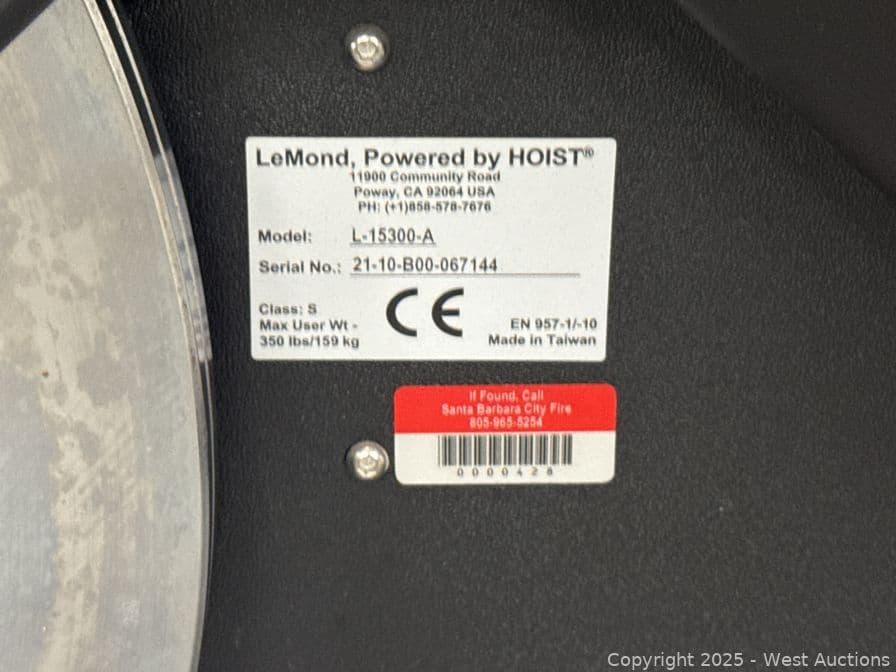 LeMond, Powered by HOIST®
11900 Community Road
Poway, CA 92064 USA
PH: (+1)858-578-7676
Model: L-15300-A
Serial No.: 21-10-B00-067144
Class: S
Max User Wt -
350 lbs/159 kg
CE
EN 957-1/-10
Made in Taiwan
If Found, Call
Santa Barbara City Fire
805-965-5254
0000428
Copyright 2025 - West Auctions